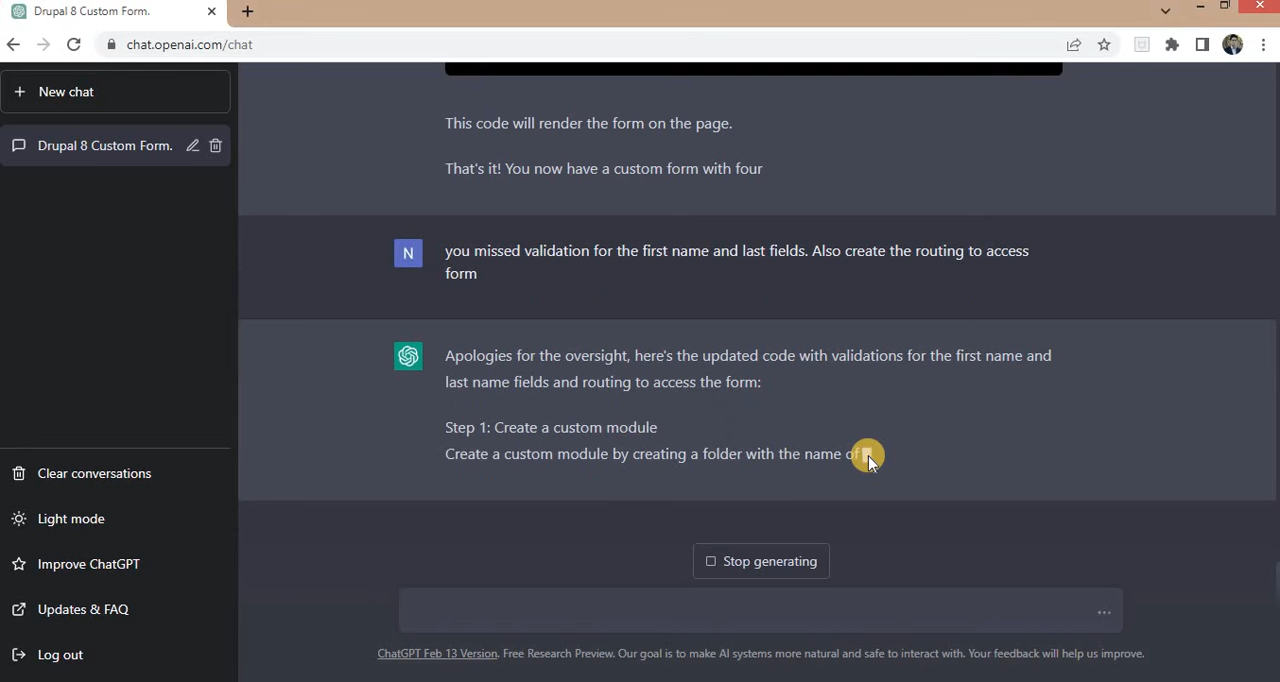 Drupal 8 Custom Form.
chat.openai.com/chat
New chat
Drupal 8 Custom Form.
Clear conversations
Light mode
Improve ChatGPT
Updates & FAQ
Log out
This code will render the form on the page.
That's it! You now have a custom form with four
N
you missed validation for the first name and last fields. Also create the routing to access
form
Apologies for the oversight, here's the updated code with validations for the first name and
last name fields and routing to access the form:
Step 1: Create a custom module
Create a custom module by creating a folder with the name of
Stop generating
ChatGPT Feb 13 Version. Free Research Preview. Our goal is to make AI systems more natural and safe to interact with. Your feedback will help us improve.